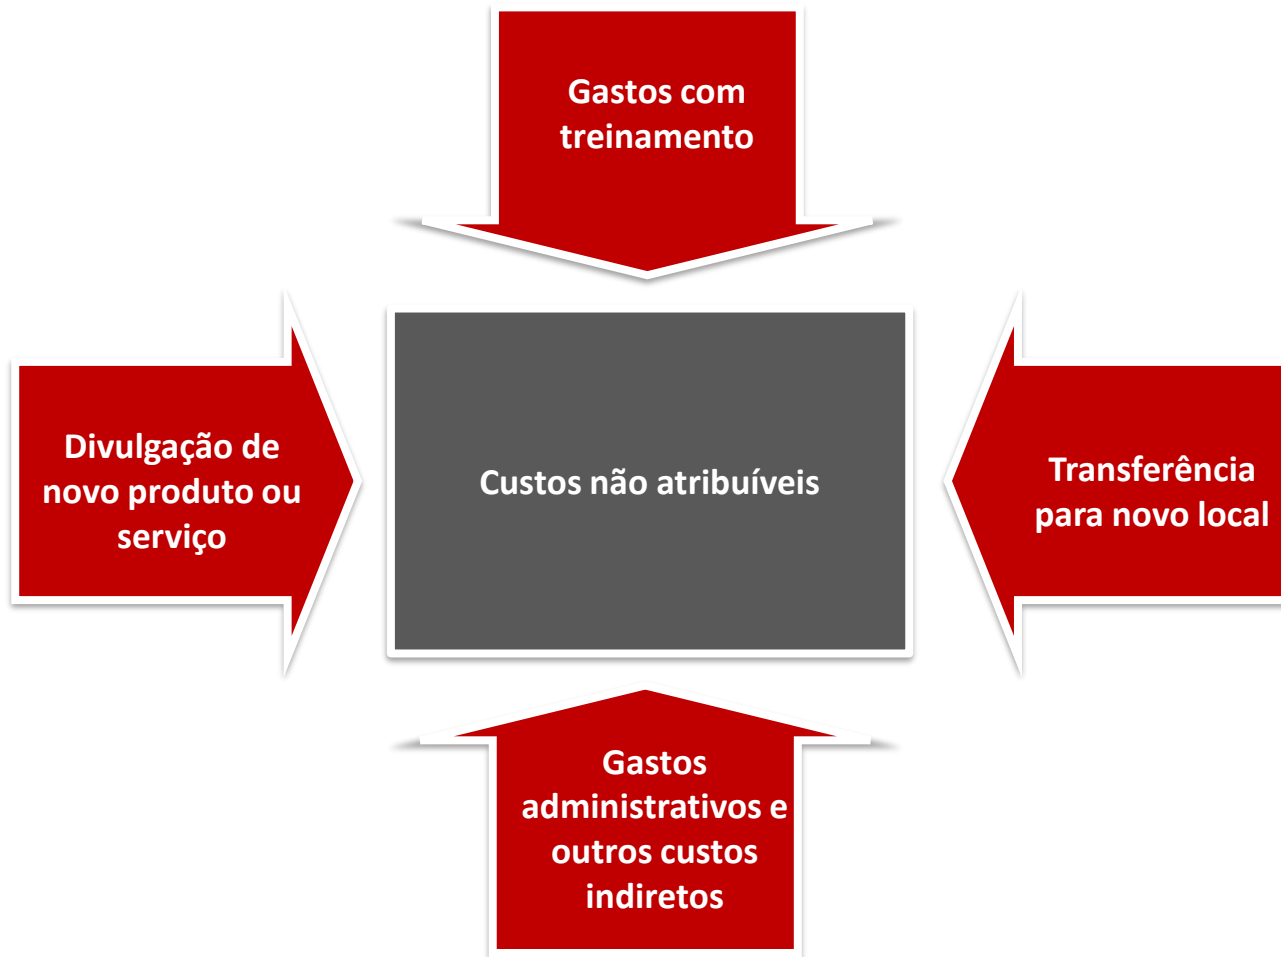 Gastos com
treinamento
Divulgação de
novo produto ou
serviço
Custos não atribuíveis
Transferência
para novo local
Gastos
administrativos e
outros custos
indiretos